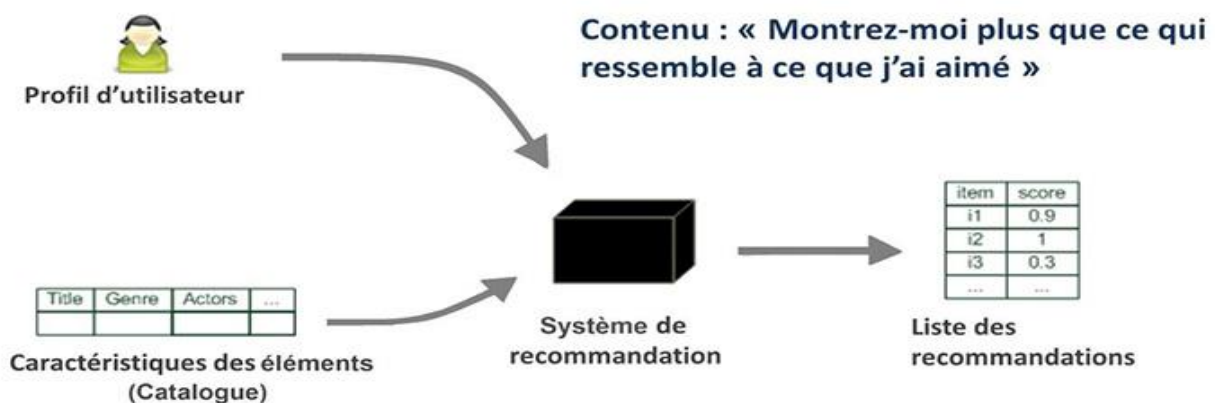 Contenu : « Montrez-moi plus que ce qui
ressemble à ce que j'ai aimé »
Profil d'utilisateur
Title Genre Actors ...
Caractéristiques des éléments
(Catalogue)
Système de
recommandation
item score
i1 0.9
i2 1
i3 0.3
... ...
Liste des
recommandations